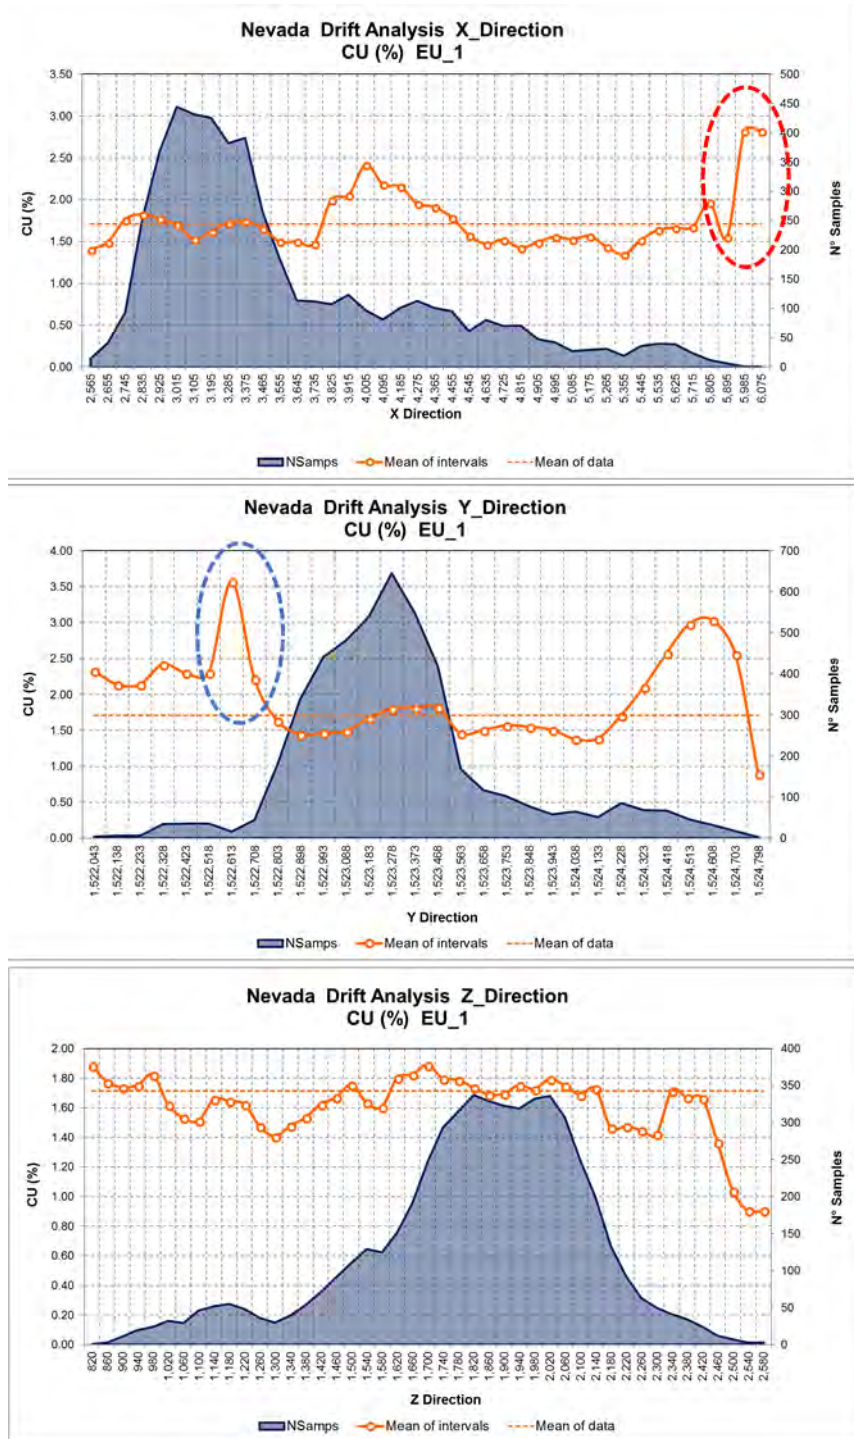 Nevada Drift Analysis X_Direction
CU (%) EU_1
3.50
3.00
2.50
2.00
1.50
1.00
0.50
0.00
CU (%)
500
450
400
350
300
250
200
150
100
50
0
N° Samples
2,565 2,655 2,745 2,835 2,925 3,015 3,105 3,195 3,285 3,375 3,465 3,555 3,645 3,735 3,825 3,915 4,005 4,095 4,185 4,275 4,365 4,455 4,545 4,635 4,725 4,815 4,905 4,995 5,085 5,175 5,265 5,355 5,445 5,535 5,625 5,715 5,805 5,895 5,985 6,075
X Direction
NSamps Mean of intervals Mean of data
Nevada Drift Analysis Y_Direction
CU (%) EU_1
4.00
3.50
3.00
2.50
2.00
1.50
1.00
0.50
0.00
CU (%)
700
600
500
400
300
200
100
0
N° Samples
1,522,043 1,522,138 1,522,233 1,522,328 1,522,423 1,522,518 1,522,613 1,522,708 1,522,803 1,522,898 1,522,993 1,523,088 1,523,183 1,523,278 1,523,373 1,523,468 1,523,563 1,523,658 1,523,753 1,523,848 1,523,943 1,524,038 1,524,133 1,524,228 1,524,323 1,524,418 1,524,513 1,524,608 1,524,703 1,524,798
Y Direction
NSamps Mean of intervals Mean of data
Nevada Drift Analysis Z_Direction
CU (%) EU_1
2.00
1.80
1.60
1.40
1.20
1.00
0.80
0.60
0.40
0.20
0.00
CU (%)
400
350
300
250
200
150
100
50
0
N° Samples
820 860 900 940 980 1,020 1,060 1,100 1,140 1,180 1,220 1,260 1,300 1,340 1,380 1,420 1,460 1,500 1,540 1,580 1,620 1,660 1,700 1,740 1,780 1,820 1,860 1,900 1,940 1,980 2,020 2,060 2,100 2,140 2,180 2,220 2,260 2,300 2,340 2,380 2,420 2,460 2,500 2,540 2,580
Z Direction
NSamps Mean of intervals Mean of data